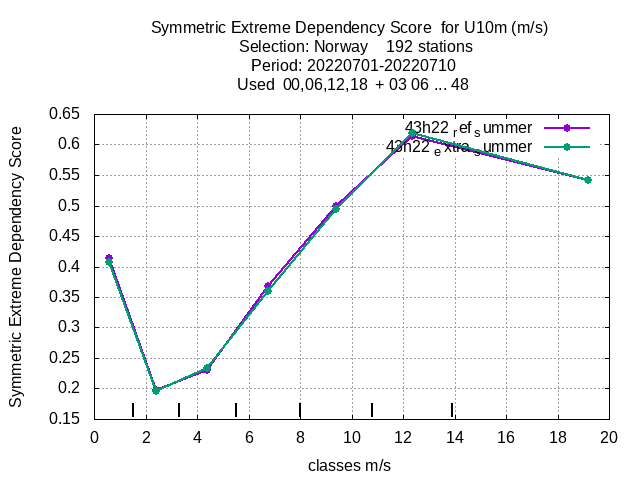 Symmetric Extreme Dependency Score  for U10m (m/s)
Selection: Norway    192 stations
Period: 20220701-20220710
Used  00,06,12,18  + 03 06 ... 48
Symmetric Extreme Dependency Score
0.65
0.6
0.55
0.5
0.45
0.4
0.35
0.3
0.25
0.2
0.15
43h22 ref summer
43h22 extra summer
0 2 4 6 8 10 12 14 16 18 20
classes m/s